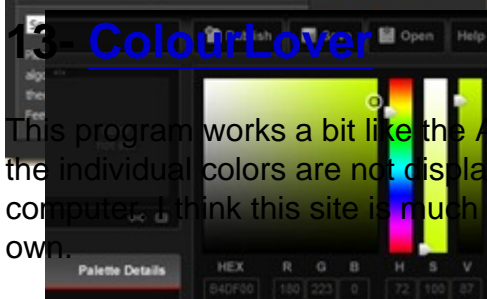 13- ColourLover
Publish
Open
Help
This program works a bit like the
the individual colors are not
computer. I think this site is much
own.
Palette Details
HEX R G B H S V
B4DF00 180 223 0 72 100 87